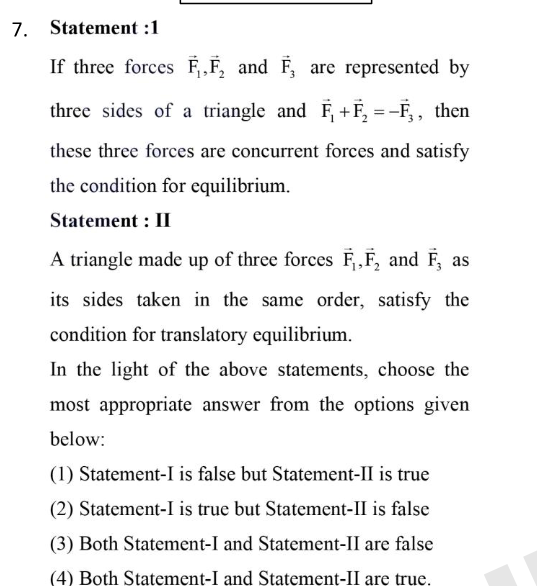 7. Statement :1
If three forces F⃗₁,F⃗₂ and F⃗₃ are represented by
three sides of a triangle and F⃗₁ + F⃗₂ = –F⃗₃ , then
these three forces are concurrent forces and satisfy
the condition for equilibrium.
Statement : II
A triangle made up of three forces F⃗₁,F⃗₂ and F⃗₃ as
its sides taken in the same order, satisfy the
condition for translatory equilibrium.
In the light of the above statements, choose the
most appropriate answer from the options given
below:
(1) Statement-I is false but Statement-II is true
(2) Statement-I is true but Statement-II is false
(3) Both Statement-I and Statement-II are false
(4) Both Statement-I and Statement-II are true.